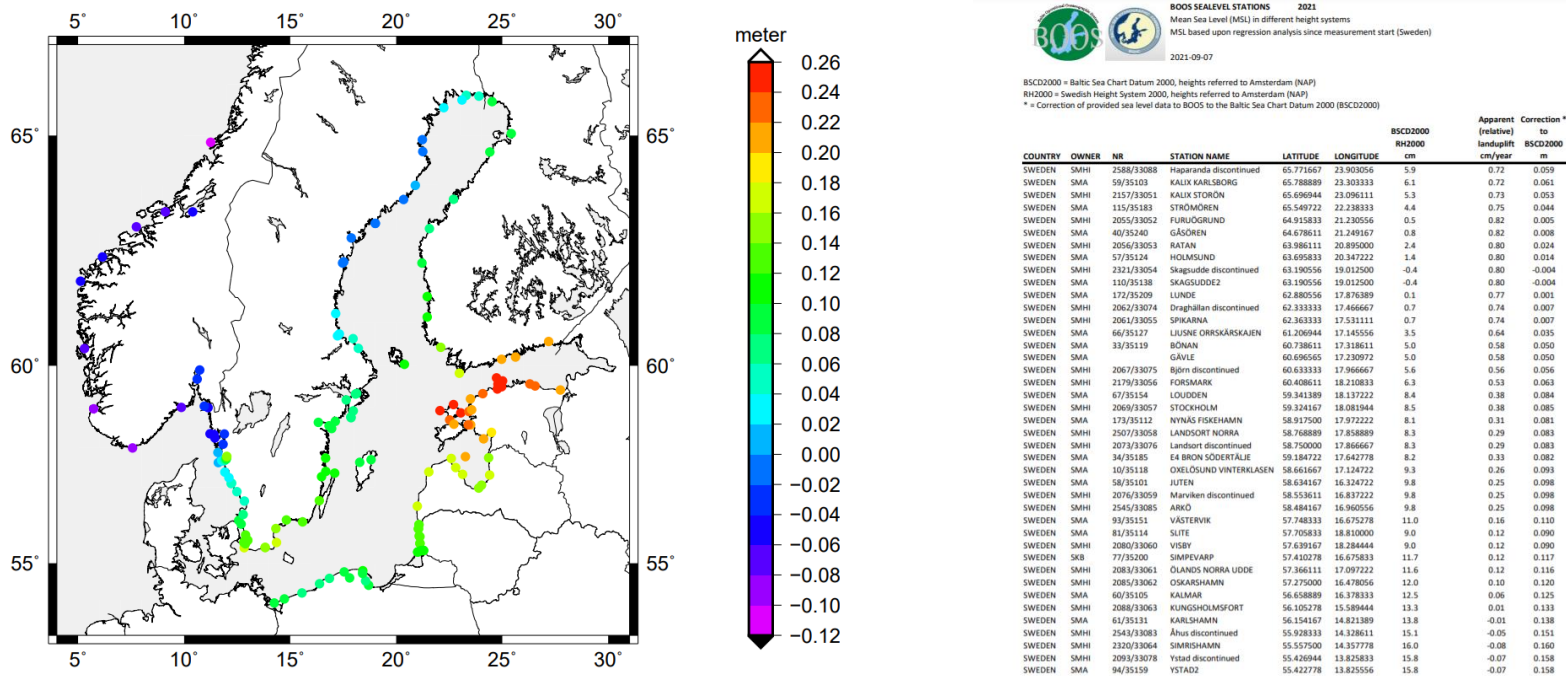 5˚ 10˚ 15˚ 20˚ 25˚ 30˚
65˚ 65˚
60˚ 60˚
55˚ 55˚
5˚ 10˚ 15˚ 20˚ 25˚ 30˚
meter
0.26
0.24
0.22
0.20
0.18
0.16
0.14
0.12
0.10
0.08
0.06
0.04
0.02
0.00
−0.02
−0.04
−0.06
−0.08
−0.10
−0.12
BOOS
BOOS SEALEVEL STATIONS 2021
Mean Sea Level (MSL) in different height systems
MSL based upon regression analysis since measurement start (Sweden)
2021-09-07
BSCD2000 = Baltic Sea Chart Datum 2000, heights referred to Amsterdam (NAP)
RH2000 = Swedish Height System 2000, heights referred to Amsterdam (NAP)
* = Correction of provided sea level data to BOOS to the Baltic Sea Chart Datum 2000 (BSCD2000)
Apparent Correction *
BSCD2000 (relative) to
RH2000 landuplift BSCD2000
COUNTRY OWNER NR STATION NAME LATITUDE LONGITUDE cm cm/year m
SWEDEN SMHI 2588/33088 Haparanda discontinued 65.771667 23.903056 5.9 0.72 0.059
SWEDEN SMA 59/35103 KALIX KARLSBORG 65.788889 23.303333 6.1 0.72 0.061
SWEDEN SMHI 2157/33051 KALIX STORÖN 65.696944 23.096111 5.3 0.73 0.053
SWEDEN SMA 115/35183 STRÖMÖREN 65.549722 22.238333 4.4 0.75 0.044
SWEDEN SMHI 2055/33052 FURUÖGRUND 64.915833 21.230556 0.5 0.82 0.005
SWEDEN SMA 40/35240 GÅSÖREN 64.678611 21.249167 0.8 0.82 0.008
SWEDEN SMHI 2056/33053 RATAN 63.986111 20.895000 2.4 0.80 0.024
SWEDEN SMA 57/35124 HOLMSUND 63.695833 20.347222 1.4 0.80 0.014
SWEDEN SMHI 2321/33054 Skagsudde discontinued 63.190556 19.012500 -0.4 0.80 -0.004
SWEDEN SMA 110/35138 SKAGSUDDE2 63.190556 19.012500 -0.4 0.80 -0.004
SWEDEN SMA 172/35209 LUNDE 62.880556 17.876389 0.1 0.77 0.001
SWEDEN SMHI 2062/33074 Draghällan discontinued 62.333333 17.466667 0.7 0.74 0.007
SWEDEN SMHI 2061/33055 SPIKARNA 62.363333 17.531111 0.7 0.74 0.007
SWEDEN SMA 66/35127 LJUSNE ORRSKÄRSKAJEN 61.206944 17.145556 3.5 0.64 0.035
SWEDEN SMA 33/35119 BÖNAN 60.738611 17.318611 5.0 0.58 0.050
SWEDEN SMA GÄVLE 60.696565 17.230972 5.0 0.58 0.050
SWEDEN SMHI 2067/33075 Björn discontinued 60.633333 17.966667 5.6 0.56 0.056
SWEDEN SMHI 2179/33056 FORSMARK 60.408611 18.210833 6.3 0.53 0.063
SWEDEN SMA 67/35154 LOUDDEN 59.341389 18.137222 8.4 0.38 0.084
SWEDEN SMHI 2069/33057 STOCKHOLM 59.324167 18.081944 8.5 0.38 0.085
SWEDEN SMA 173/35112 NYNÄS FISKEHAMN 58.917500 17.972222 8.1 0.31 0.081
SWEDEN SMHI 2507/33058 LANDSORT NORRA 58.768889 17.858889 8.3 0.29 0.083
SWEDEN SMHI 2073/33076 Landsort discontinued 58.750000 17.866667 8.3 0.29 0.083
SWEDEN SMA 34/35185 E4 BRON SÖDERTÄLJE 59.184722 17.642778 8.2 0.33 0.082
SWEDEN SMA 10/35118 OXELÖSUND VINTERKLASEN 58.661667 17.124722 9.3 0.26 0.093
SWEDEN SMA 58/35101 JUTEN 58.634167 16.324722 9.8 0.25 0.098
SWEDEN SMHI 2076/33059 Marviken discontinued 58.553611 16.837222 9.8 0.25 0.098
SWEDEN SMHI 2545/33085 ARKÖ 58.484167 16.960556 9.8 0.25 0.098
SWEDEN SMA 93/35151 VÄSTERVIK 57.748333 16.675278 11.0 0.16 0.110
SWEDEN SMA 81/35114 SLITE 57.705833 18.810000 9.0 0.12 0.090
SWEDEN SMHI 2080/33060 VISBY 57.639167 18.284444 9.0 0.12 0.090
SWEDEN SKB 77/35200 SIMPEVARP 57.410278 16.675833 11.7 0.12 0.117
SWEDEN SMHI 2083/33061 ÖLANDS NORRA UDDE 57.366111 17.097222 11.6 0.12 0.116
SWEDEN SMHI 2085/33062 OSKARSHAMN 57.275000 16.478056 12.0 0.10 0.120
SWEDEN SMA 60/35105 KALMAR 56.658889 16.378333 12.5 0.06 0.125
SWEDEN SMHI 2088/33063 KUNGSHOLMSFORT 56.105278 15.589444 13.3 0.01 0.133
SWEDEN SMA 61/35131 KARLSHAMN 56.154167 14.821389 13.8 -0.01 0.138
SWEDEN SMHI 2543/33083 Åhus discontinued 55.928333 14.328611 15.1 -0.05 0.151
SWEDEN SMHI 2320/33064 SIMRISHAMN 55.557500 14.357778 16.0 -0.08 0.160
SWEDEN SMHI 2093/33078 Ystad discontinued 55.426944 13.825833 15.8 -0.07 0.158
SWEDEN SMA 94/35159 YSTAD2 55.422778 13.825556 15.8 -0.07 0.158